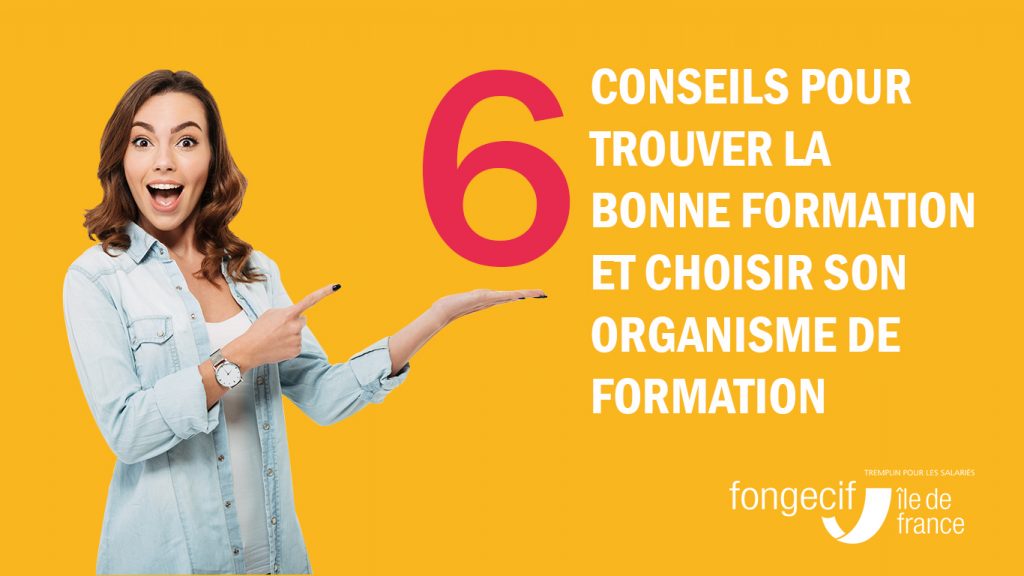 6
CONSEILS POUR
TROUVER LA
BONNE FORMATION
ET CHOISIR SON
ORGANISME DE
FORMATION
TREMPLIN POUR LES SALARIÉS
fongecif
île de
france